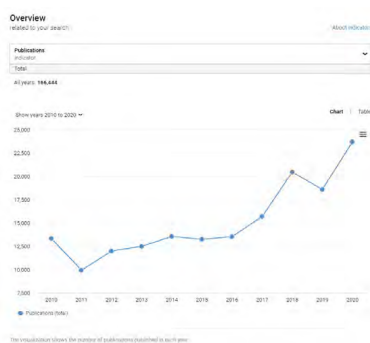 Overview
related to your search
About indicator
Publications
indicator
Total
All years: 166,444
Show years 2010 to 2020
Chart | Table
25,000
22,500
20,000
17,500
15,000
12,500
10,000
7,500
2010 2011 2012 2013 2014 2015 2016 2017 2018 2019 2020
Publications (total)
The visualization shows the number of publications published in each year.